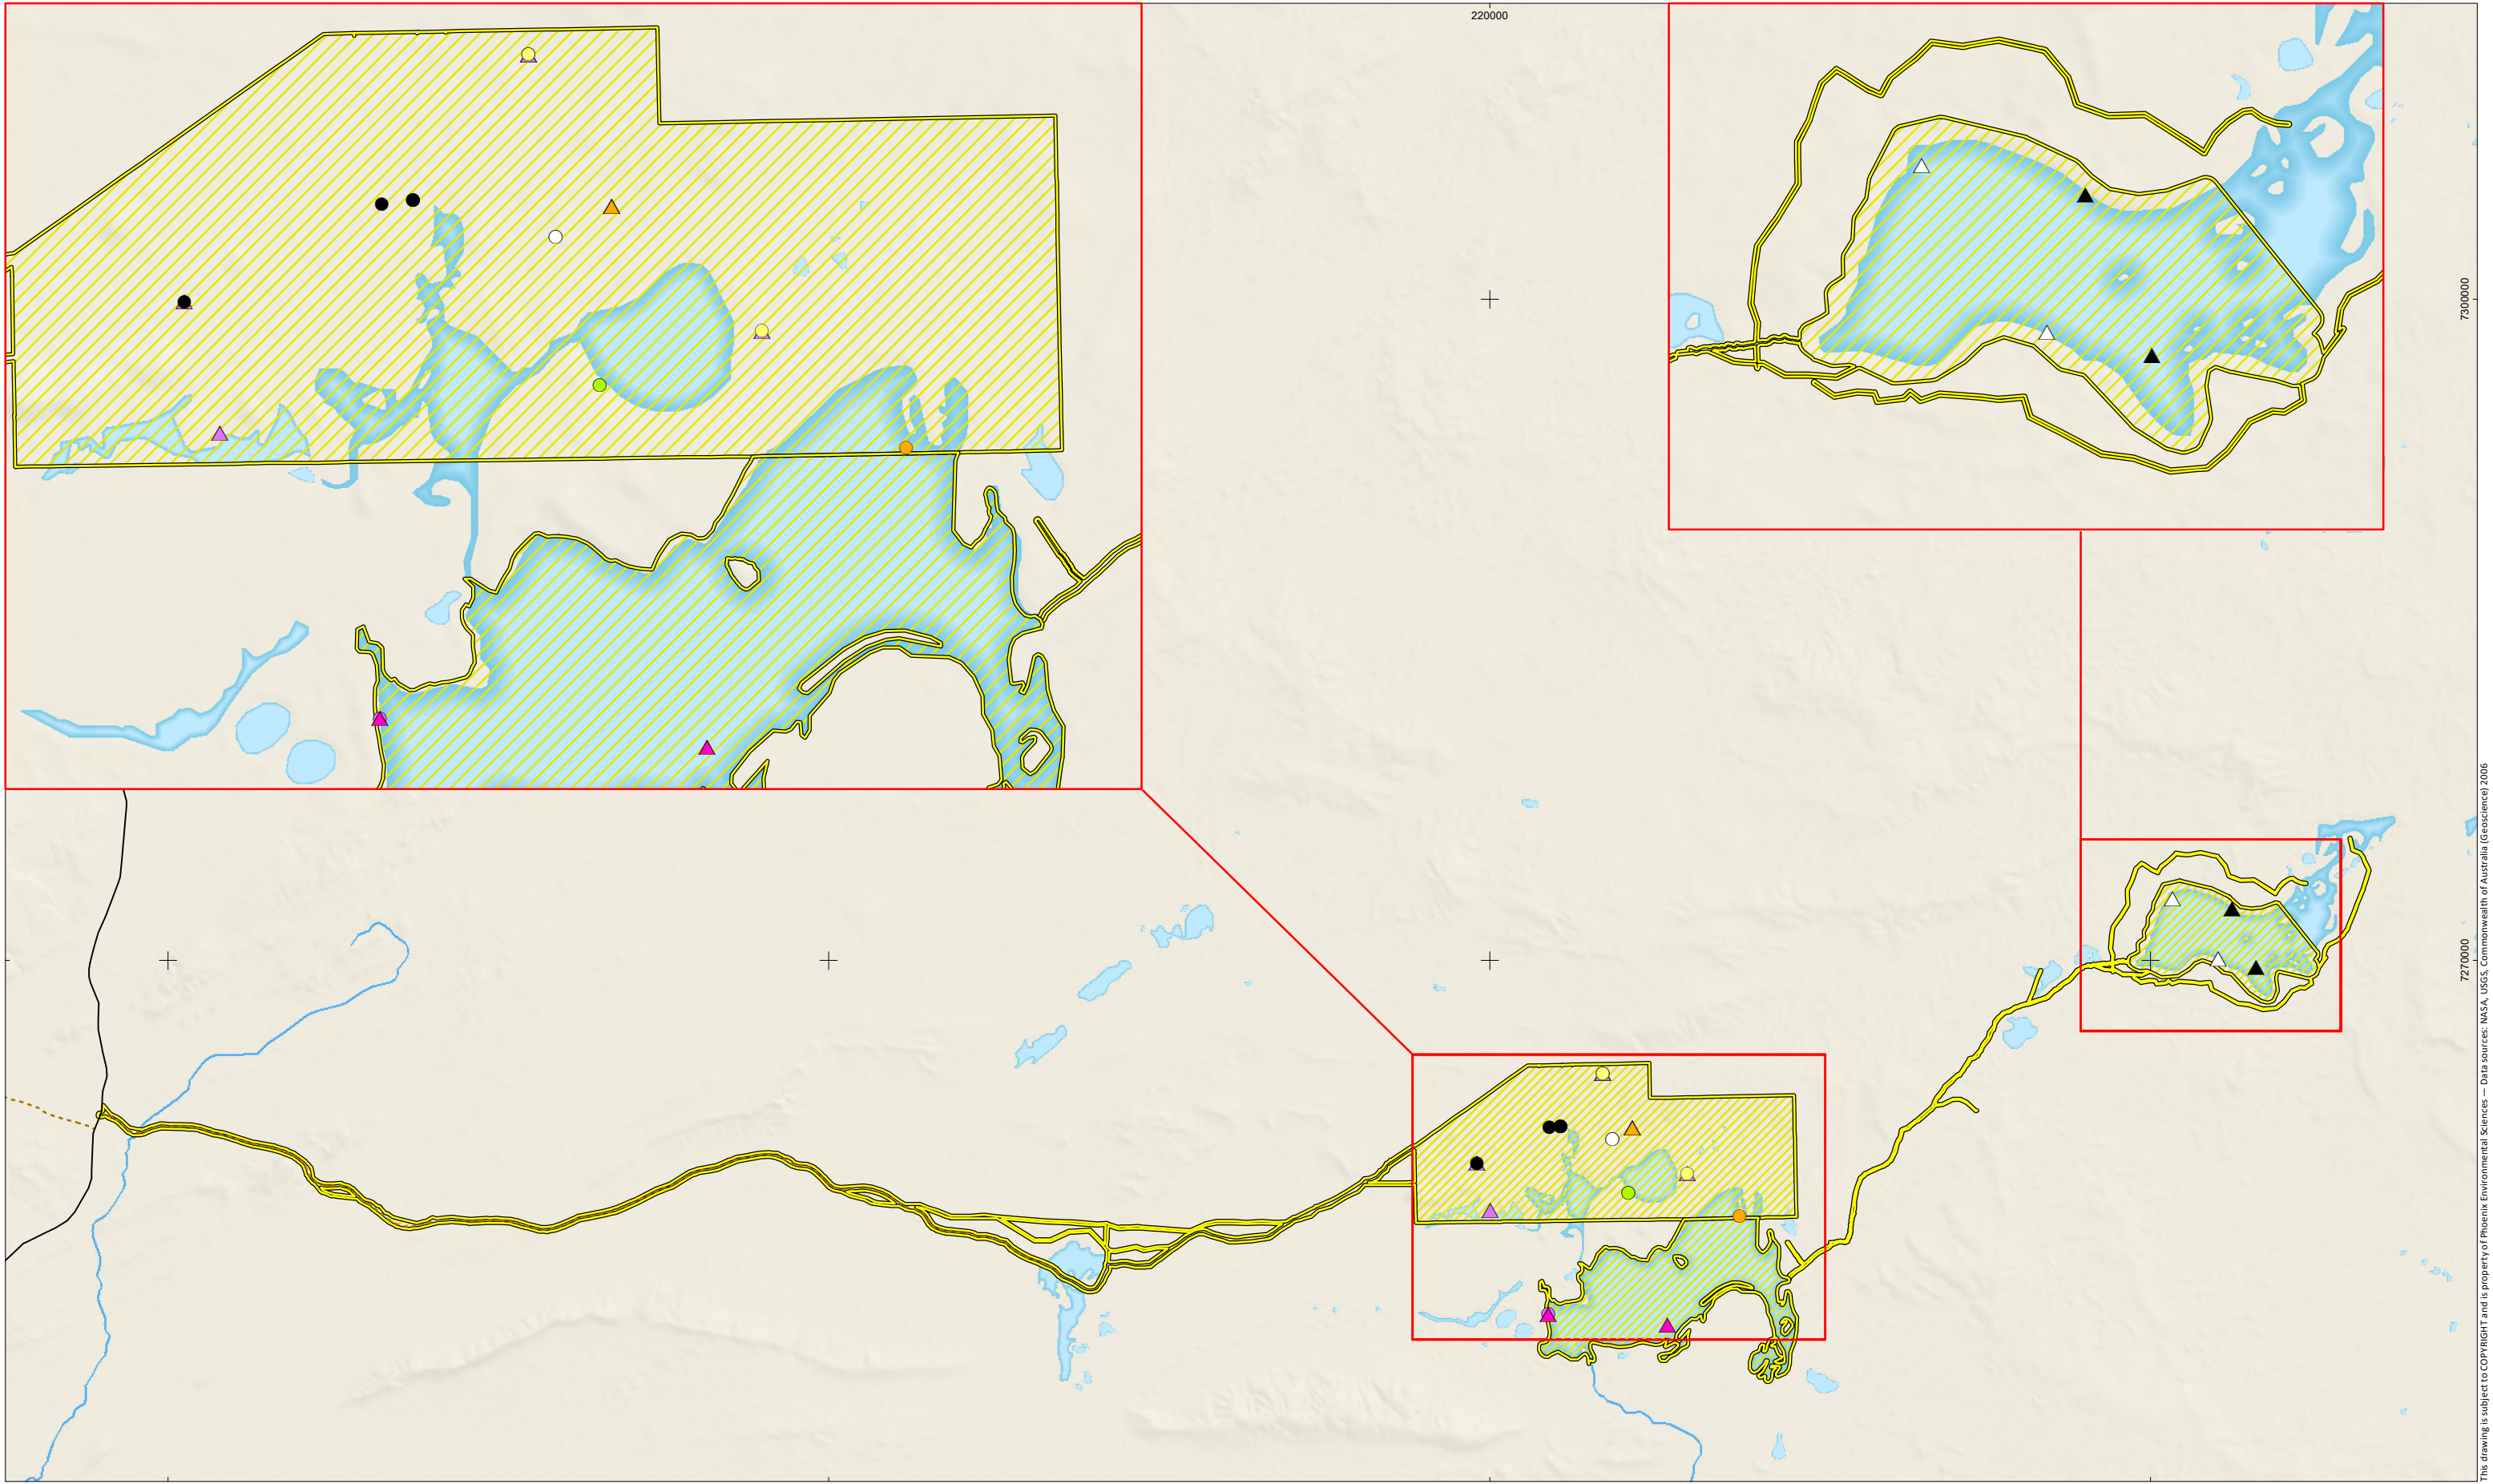 220000
7300000
7270000
This drawing is subject to COPYRIGHT and is property of Phoenix Environmental Sciences — Data sources: NASA, USGS, Commonwealth of Australia (Geoscience) 2006